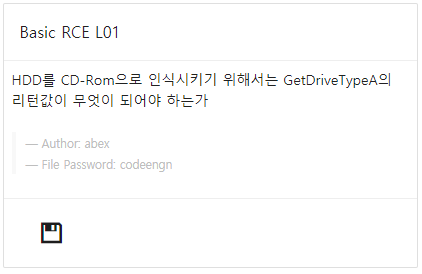 Basic RCE L01
HDD를 CD-Rom으로 인식시키기 위해서는 GetDriveTypeA의
리턴값이 무엇이 되어야 하는가
— Author: abex
— File Password: codeengn